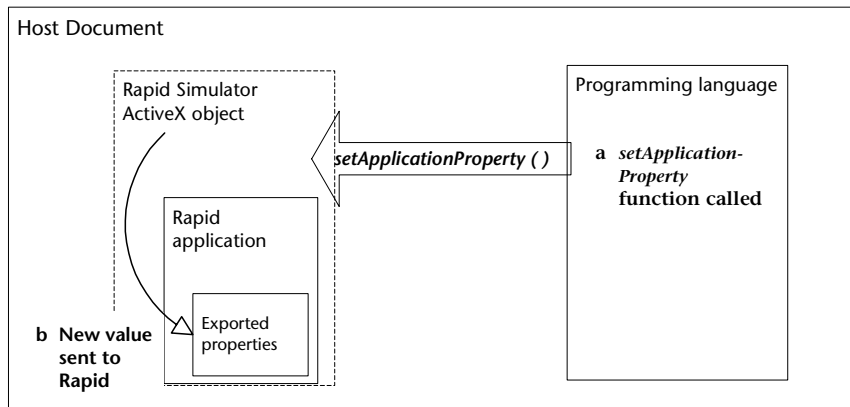 Host Document
Rapid Simulator
ActiveX object
Programming language
setApplicationProperty ( )
a setApplication-
Property
function called
Rapid
application
Exported
properties
b New value
sent to
Rapid